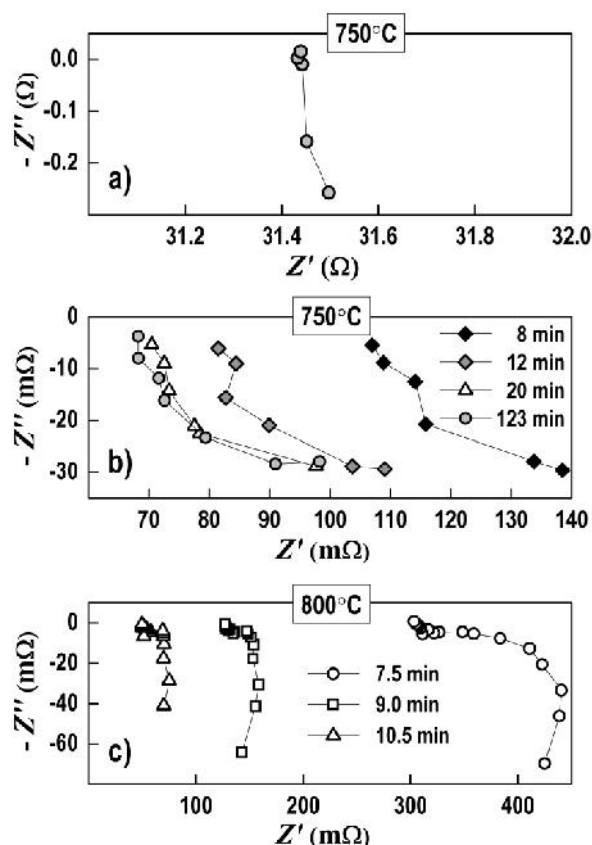 750°C
0.0
-0.1
-0.2
- Z'' (Ω)
a)
31.2 31.4 31.6 31.8 32.0
Z' (Ω)
750°C
0
-10
-20
-30
- Z'' (mΩ)
8 min
12 min
20 min
123 min
b)
70 80 90 100 110 120 130 140
Z' (mΩ)
800°C
0
-20
-40
-60
- Z'' (mΩ)
7.5 min
9.0 min
10.5 min
c)
100 200 300 400
Z' (mΩ)